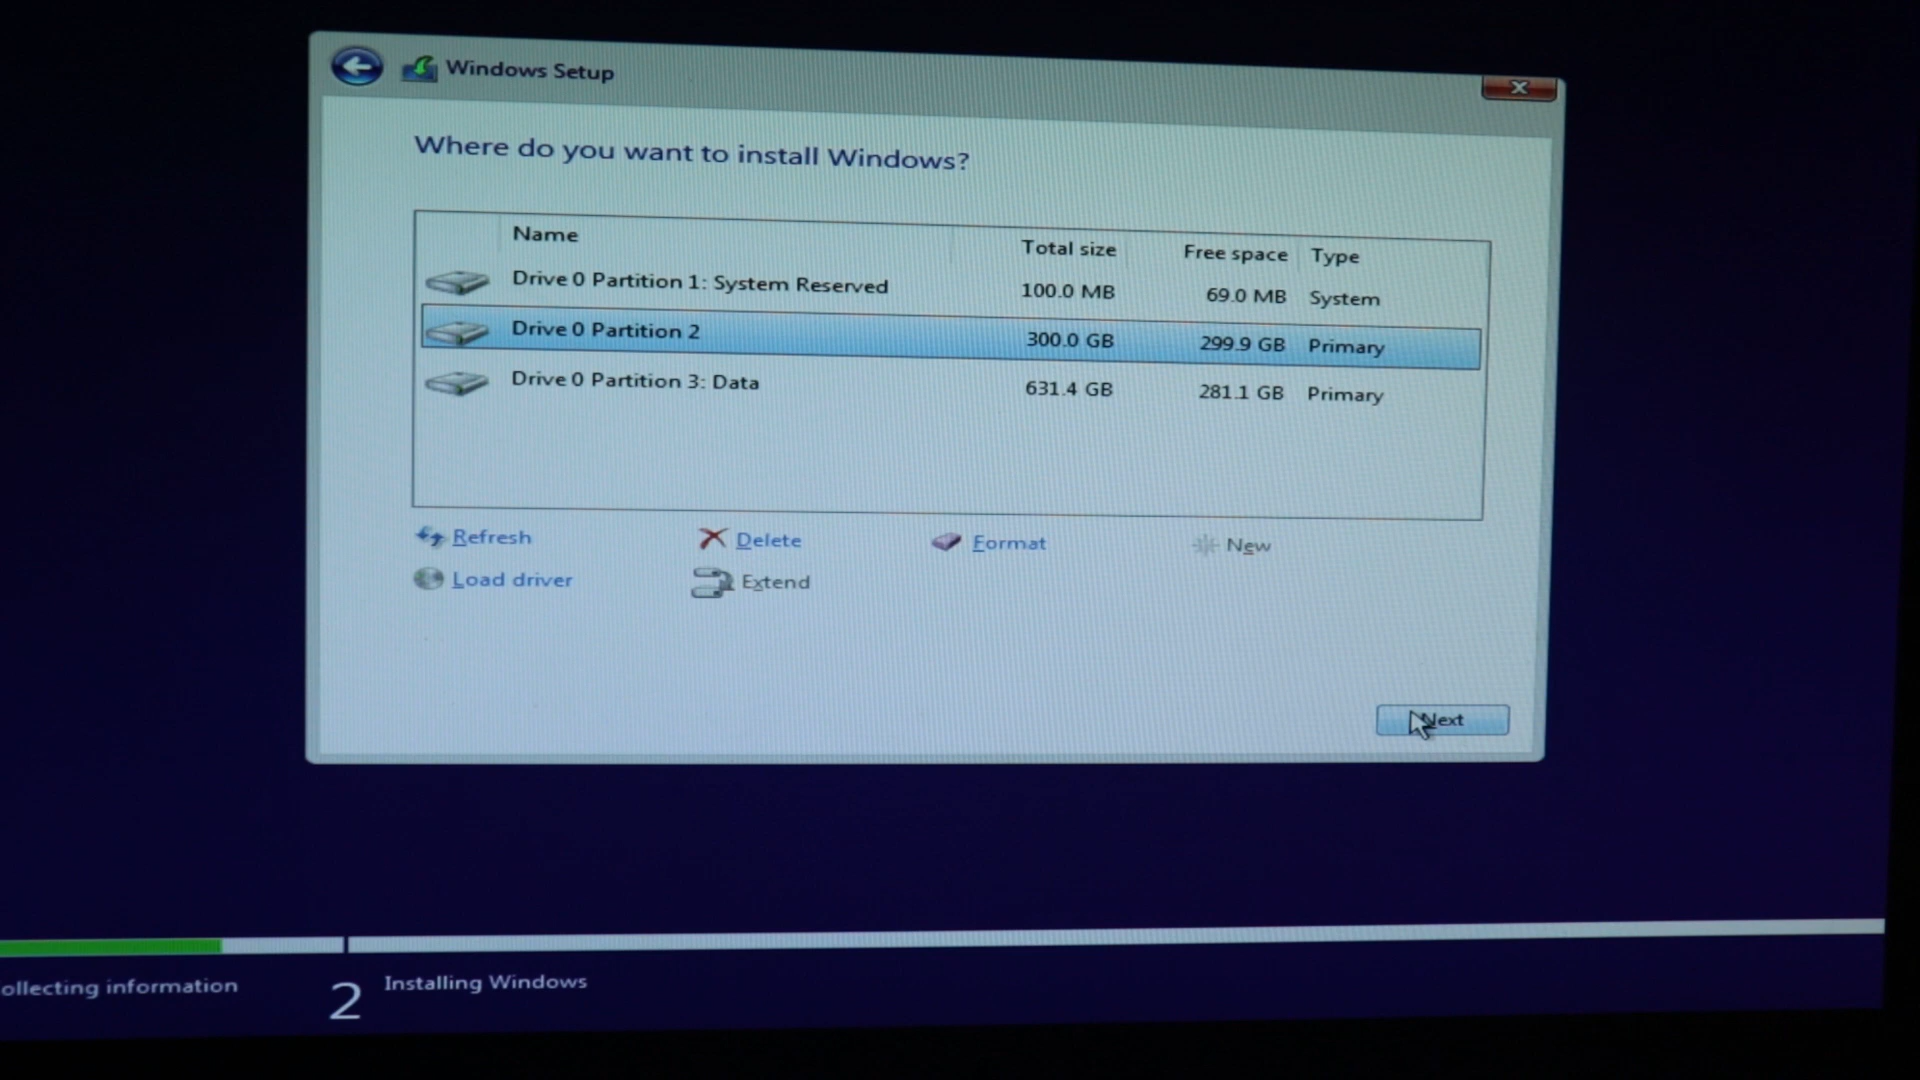 Windows Setup
Where do you want to install Windows?
Name Total size Free space Type
Drive 0 Partition 1: System Reserved 100.0 MB 69.0 MB System
Drive 0 Partition 2 300.0 GB 299.9 GB Primary
Drive 0 Partition 3: Data 631.4 GB 281.1 GB Primary
Refresh Delete Format New
Load driver Extend
Next
ollecting information 2 Installing Windows